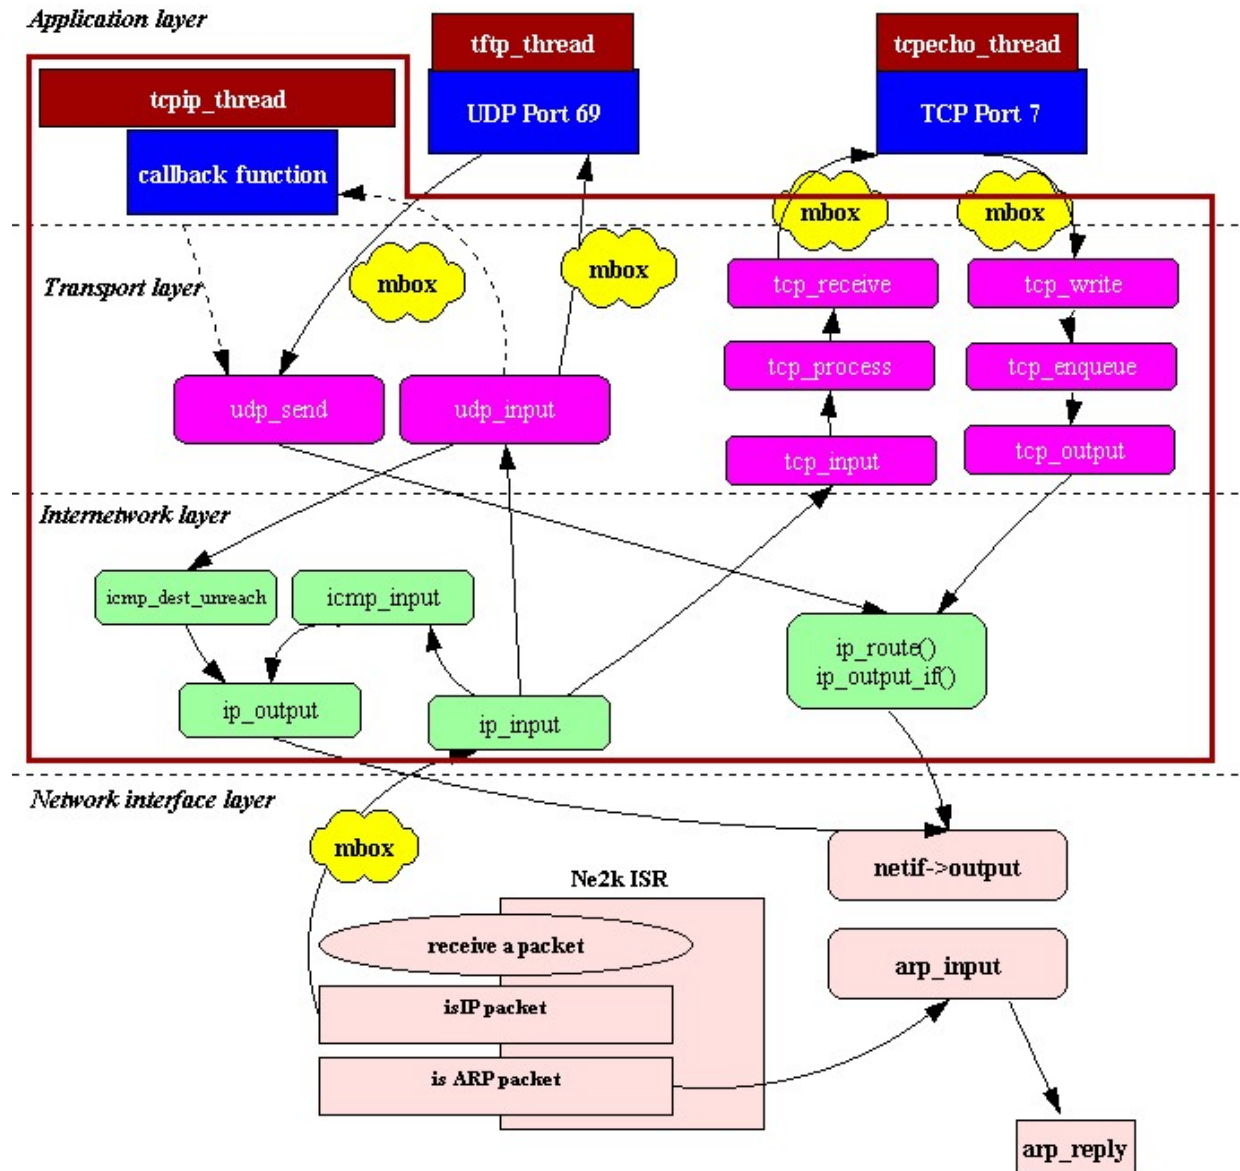 Application layer
tftp_thread
tcpecho_thread
tcpip_thread
UDP Port 69
TCP Port 7
callback function
mbox
mbox
mbox
mbox
Transport layer
tcp_receive
tcp_write
tcp_process
tcp_enqueue
udp_send
udp_input
tcp_input
tcp_output
Internetwork layer
icmp_dest_unreach
icmp_input
ip_route()
ip_output_if()
ip_output
ip_input
Network interface layer
mbox
netif->output
Ne2k ISR
receive a packet
arp_input
isIP packet
is ARP packet
arp_reply